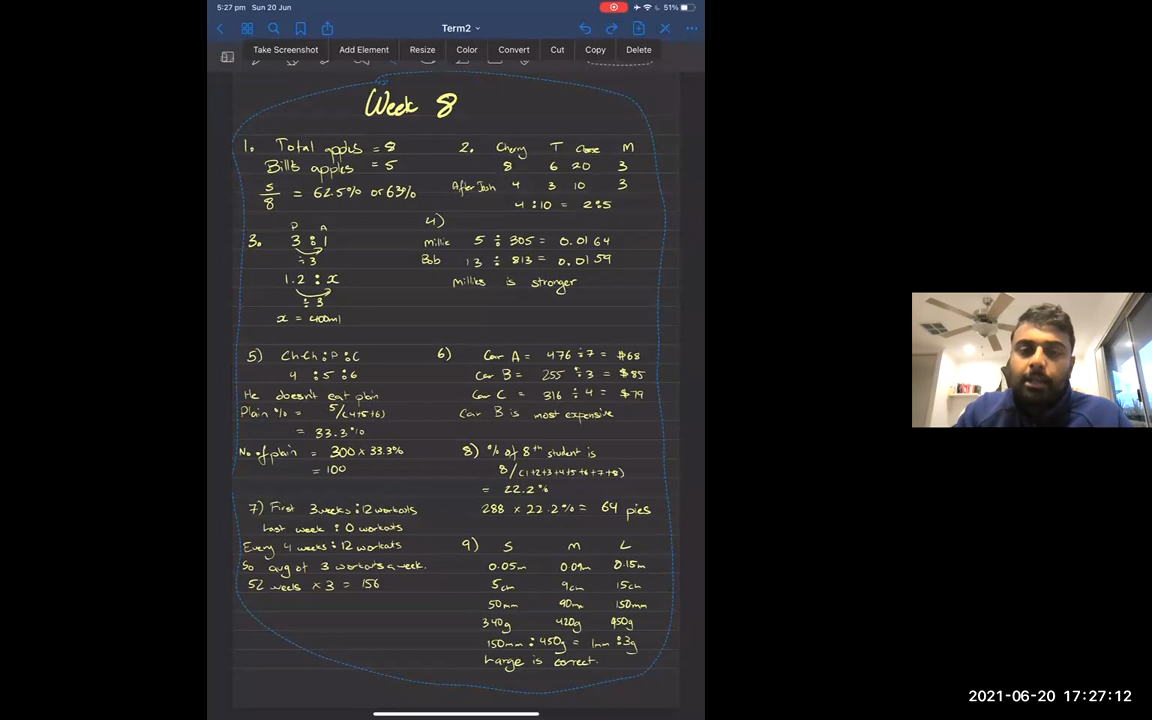 5:27 pm Sun 20 Jun
51%
Term2
Take Screenshot Add Element Resize Color Convert Cut Copy Delete
Week 8
1. Total apples = 8
Bill's apples = 5
5/8 = 62.5% or 63%
2. Cherry T Choc M
8 6 20 3
After Josh 4 3 10 3
4 : 10 = 2 : 5
3. P A
3 : 1
÷ 3
1.2 : x
÷ 3
x = 400ml
4)
Millie 5 ÷ 305 = 0.0164
Bob 13 ÷ 813 = 0.0159
Millies is stronger
5) ChCh : P : C
4 : 5 : 6
He doesn't eat plain
Plain % = 5/(4+5+6)
= 33.3%
No of plain = 300 x 33.3%
= 100
6) Car A = 476 ÷ 7 = $68
Car B = 255 ÷ 3 = $85
Car C = 316 ÷ 4 = $79
Car B is most expensive
7) First 3 weeks : 12 workouts
Last week : 0 workouts
Every 4 weeks : 12 workouts
So avg of 3 workouts a week.
52 weeks x 3 = 156
8) % of 8th student is
8/(1+2+3+4+5+6+7+8)
= 22.2%
288 x 22.2% = 64 pies
9) S M L
0.05m 0.09m 0.15m
5cm 9cm 15cm
50mm 90mm 150mm
340g 420g 450g
150mm : 450g = 1mm : 3g
Large is correct.
2021-06-20 17:27:12